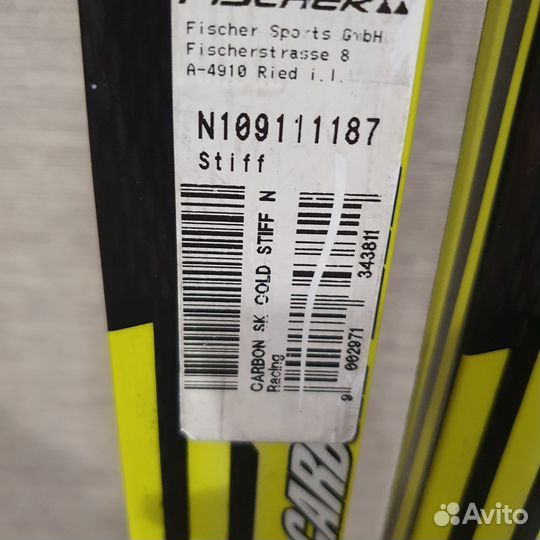 FISCHER
Fischer Sports GmbH
Fischerstrasse 8
A-4910 Ried i.I.
N109111187
Stiff
CARBON SK COLD STIFF N
Racing
9 002971 343811
CARB
Avito